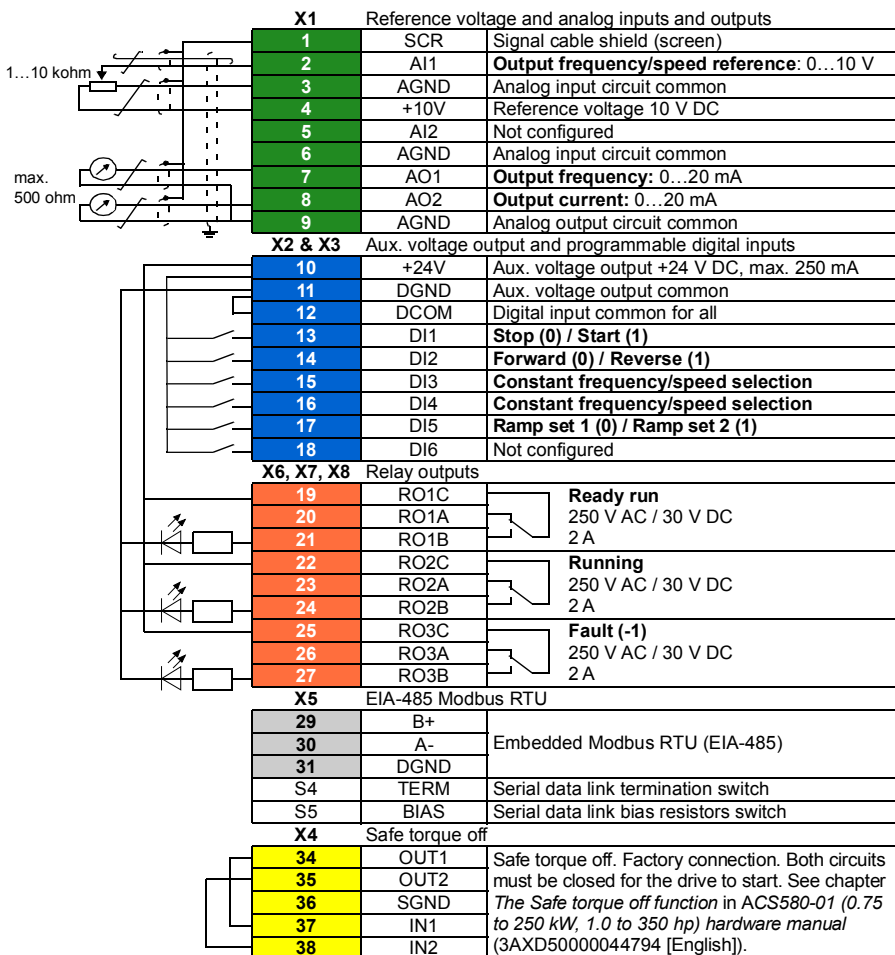 X1 Reference voltage and analog inputs and outputs
1 SCR Signal cable shield (screen)
1…10 kohm
2 AI1 Output frequency/speed reference: 0…10 V
3 AGND Analog input circuit common
4 +10V Reference voltage 10 V DC
5 AI2 Not configured
6 AGND Analog input circuit common
max.
500 ohm
7 AO1 Output frequency: 0…20 mA
8 AO2 Output current: 0…20 mA
9 AGND Analog output circuit common
X2 & X3 Aux. voltage output and programmable digital inputs
10 +24V Aux. voltage output +24 V DC, max. 250 mA
11 DGND Aux. voltage output common
12 DCOM Digital input common for all
13 DI1 Stop (0) / Start (1)
14 DI2 Forward (0) / Reverse (1)
15 DI3 Constant frequency/speed selection
16 DI4 Constant frequency/speed selection
17 DI5 Ramp set 1 (0) / Ramp set 2 (1)
18 DI6 Not configured
X6, X7, X8 Relay outputs
19 RO1C Ready run
20 RO1A 250 V AC / 30 V DC
21 RO1B 2 A
22 RO2C Running
23 RO2A 250 V AC / 30 V DC
24 RO2B 2 A
25 RO3C Fault (-1)
26 RO3A 250 V AC / 30 V DC
27 RO3B 2 A
X5 EIA-485 Modbus RTU
29 B+
30 A- Embedded Modbus RTU (EIA-485)
31 DGND
S4 TERM Serial data link termination switch
S5 BIAS Serial data link bias resistors switch
X4 Safe torque off
34 OUT1 Safe torque off. Factory connection. Both circuits
35 OUT2 must be closed for the drive to start. See chapter
36 SGND The Safe torque off function in ACS580-01 (0.75
37 IN1 to 250 kW, 1.0 to 350 hp) hardware manual
38 IN2 (3AXD50000044794 [English]).